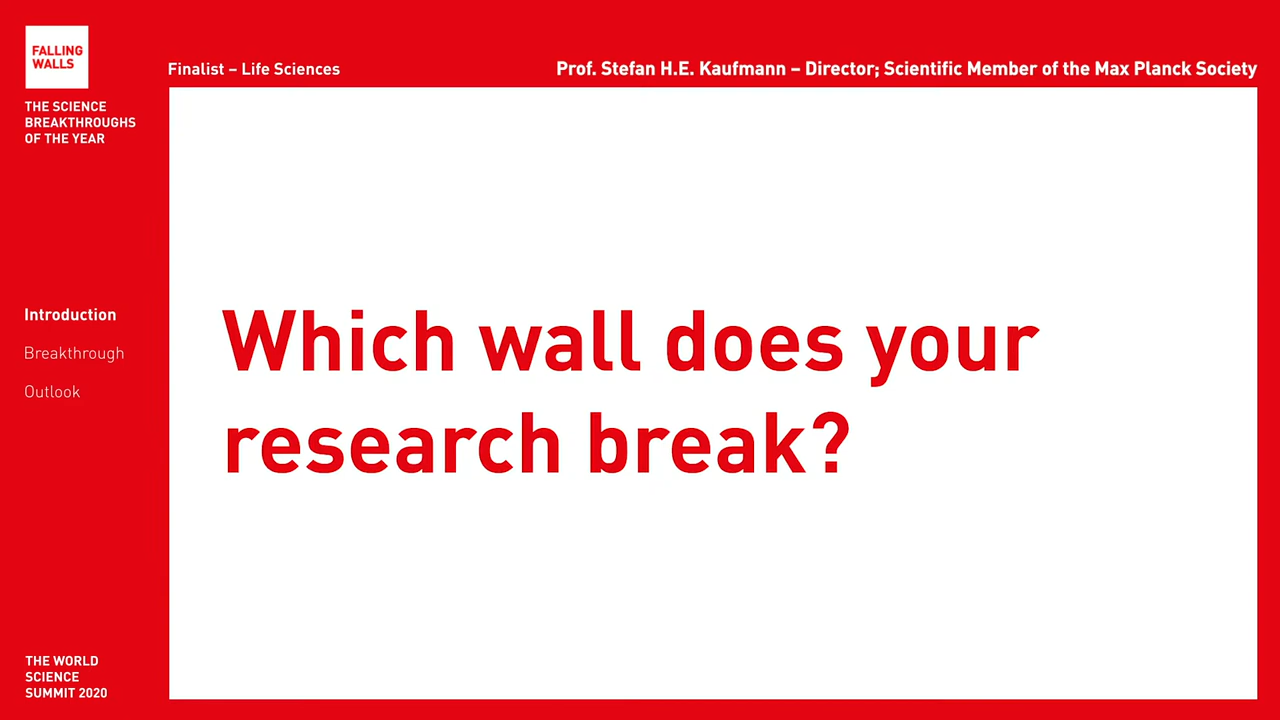 FALLING
WALLS
THE SCIENCE
BREAKTHROUGHS
OF THE YEAR
Finalist – Life Sciences
Prof. Stefan H.E. Kaufmann – Director; Scientific Member of the Max Planck Society
Introduction
Breakthrough
Outlook
Which wall does your
research break?
THE WORLD
SCIENCE
SUMMIT 2020